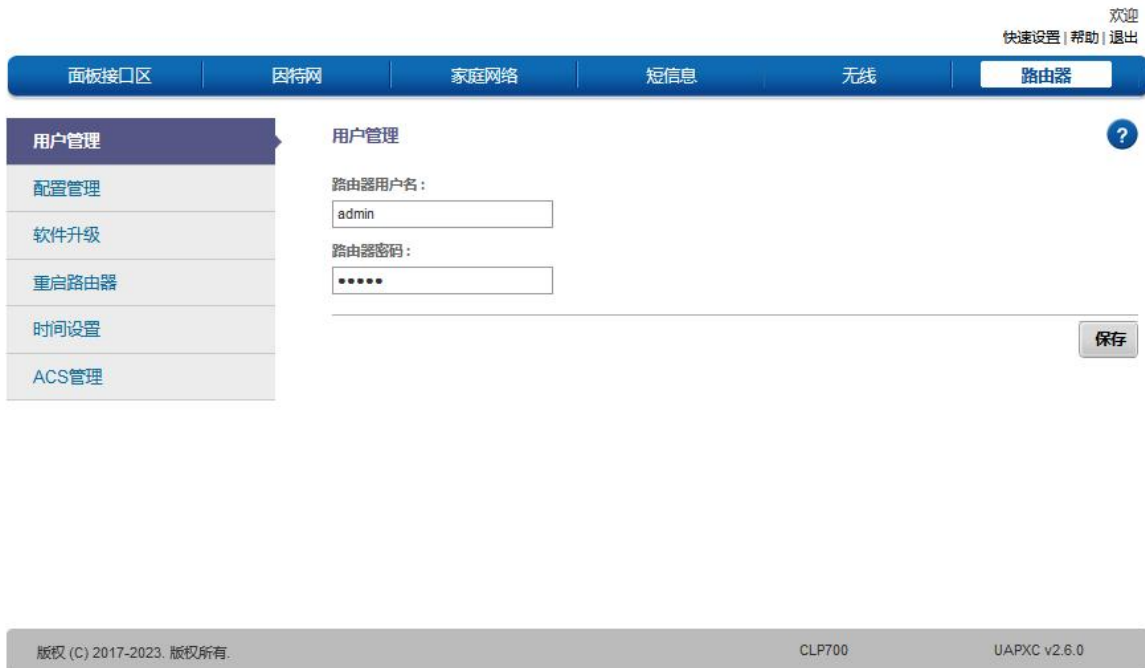 欢迎
快速设置 | 帮助 | 退出
面板接口区 因特网 家庭网络 短信息 无线 路由器
用户管理
配置管理
软件升级
重启路由器
时间设置
ACS管理
用户管理
?
路由器用户名：
admin
路由器密码：
•••••
保存
版权 (C) 2017-2023. 版权所有. CLP700 UAPXC v2.6.0